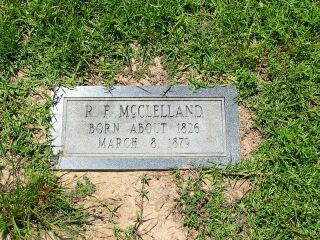 R. F. McCLELLAND
BORN ABOUT 1826
MARCH 8, 1879